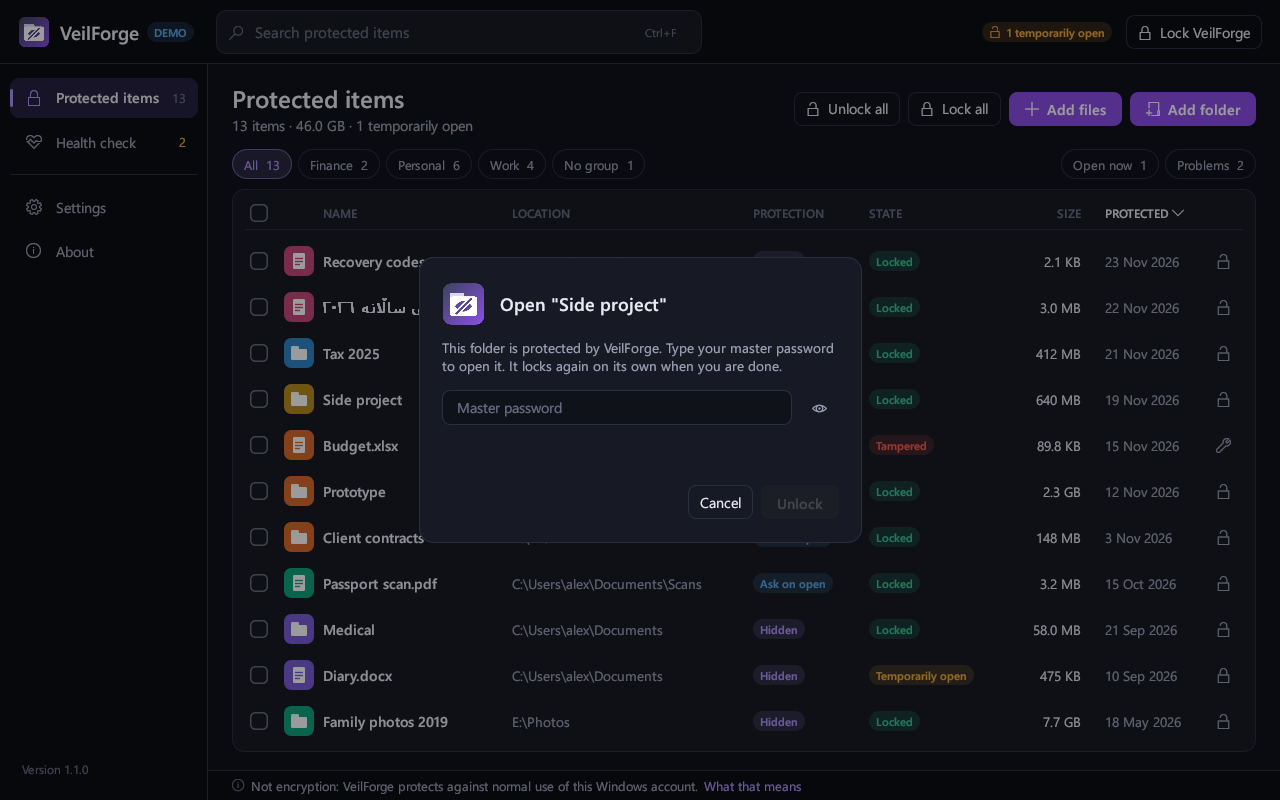 VeilForge DEMO
Search protected items Ctrl+F
1 temporarily open
Lock VeilForge
Protected items 13
Health check 2
Settings
About
Version 1.1.0
Protected items
13 items · 46.0 GB · 1 temporarily open
Unlock all
Lock all
Add files
Add folder
All 13
Finance 2
Personal 6
Work 4
No group 1
Open now 1
Problems 2
NAME LOCATION PROTECTION STATE SIZE PROTECTED
Recovery codes Locked 2.1 KB 23 Nov 2026
ساڵانە ٢٠٢٦ Locked 3.0 MB 22 Nov 2026
Tax 2025 Locked 412 MB 21 Nov 2026
Side project Locked 640 MB 19 Nov 2026
Budget.xlsx Tampered 89.8 KB 15 Nov 2026
Prototype Locked 2.3 GB 12 Nov 2026
Client contracts Locked 148 MB 3 Nov 2026
Passport scan.pdf C:\Users\alex\Documents\Scans Ask on open Locked 3.2 MB 15 Oct 2026
Medical C:\Users\alex\Documents Hidden Locked 58.0 MB 21 Sep 2026
Diary.docx C:\Users\alex\Documents Hidden Temporarily open 475 KB 10 Sep 2026
Family photos 2019 E:\Photos Hidden Locked 7.7 GB 18 May 2026
Open "Side project"
This folder is protected by VeilForge. Type your master password
to open it. It locks again on its own when you are done.
Master password
Cancel
Unlock
Not encryption: VeilForge protects against normal use of this Windows account. What that means